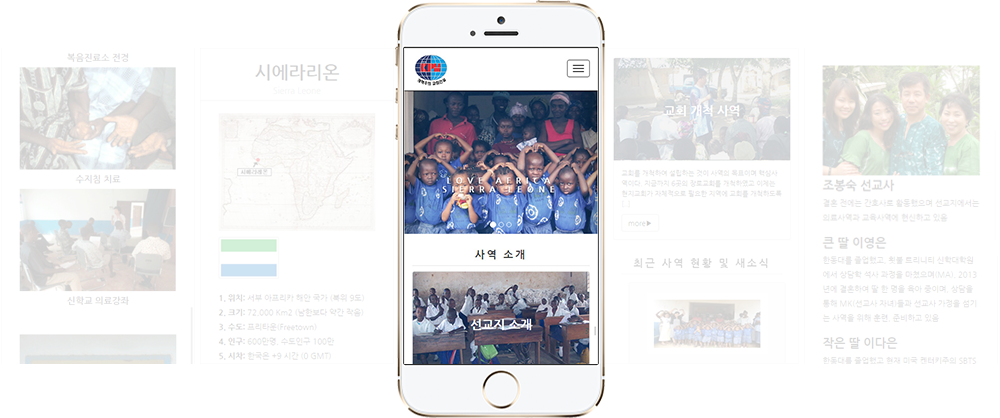 복음진료소 전경
수지침 치료
신학교 의료강좌
시에라리온
Sierra Leone
시에라리온
1. 위치: 서부 아프리카 해안 국가 (북위 9도)
2. 크기: 72,000 Km2 (남한보다 약간 작음)
3. 수도: 프리타운(Freetown)
4. 인구: 600만명, 수도인구 100만
5. 시차: 한국은 +9 시간 (0 GMT)
LOVE AFRICA
SIERRA LEONE
사역 소개
선교지 소개
교회 개척 사역
교회를 개척하여 설립하는 것이 사역의 목표이며 핵심사
역이다. 지금까지 6곳의 장로교회를 개척하였고 이제는
현지교회가 자체적으로 필요한 지역에 교회를 개척하도록
[...]
more ▶
최근 사역 현황 및 새소식
조봉숙 선교사
결혼 전에는 간호사로 활동했으며 선교지에서는
의료사역과 교육사역에 헌신하고 있음
큰 딸 이영은
한동대를 졸업하고, 휘튼 트리니티 신학대학원
에서 상담학 석사 과정을 마쳤으며(MA), 2013
년에 결혼하여 딸 한 명을 육아 중이며, 상담을
통해 MK(선교사 자녀)들과 선교사 가정을 섬기
는 사역을 위해 훈련, 준비하고 있음
작은 딸 이다은
한동대를 졸업하고 현재 미국 켄터키주의 SBTS